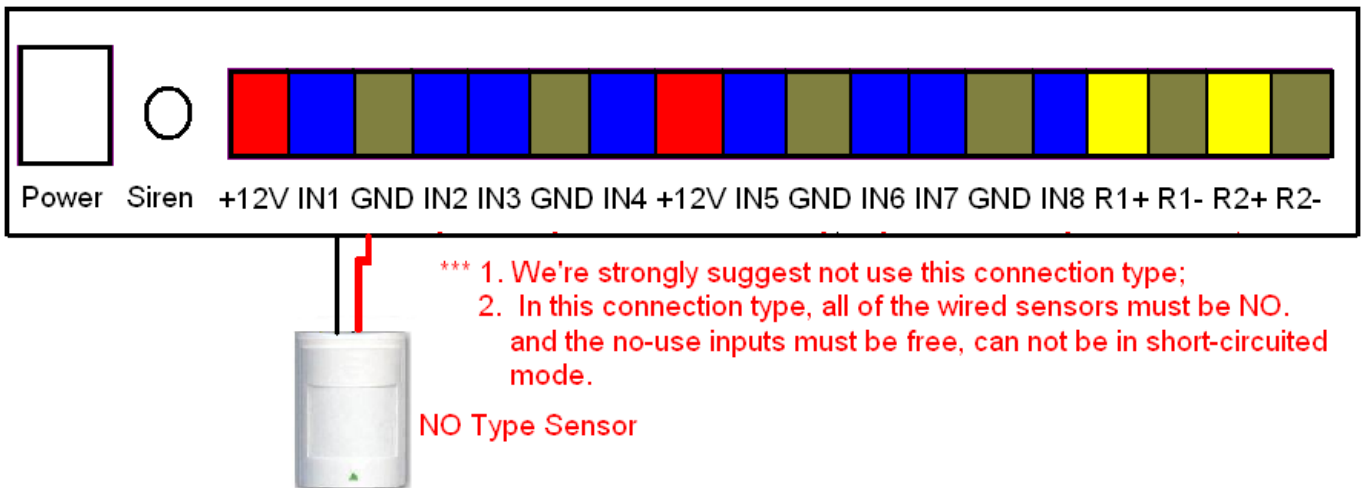 Power Siren +12V IN1 GND IN2 IN3 GND IN4 +12V IN5 GND IN6 IN7 GND IN8 R1+ R1- R2+ R2-
*** 1. We're strongly suggest not use this connection type;
2. In this connection type, all of the wired sensors must be NO.
and the no-use inputs must be free, can not be in short-circuited
mode.
NO Type Sensor